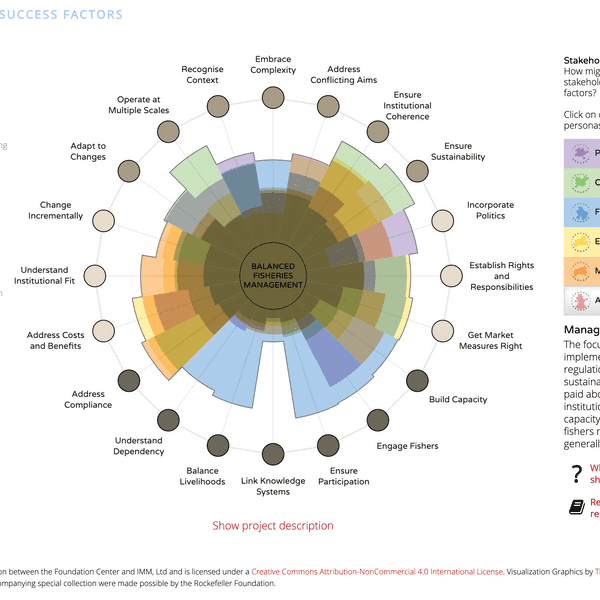 SUCCESS FACTORS
Embrace
Complexity
Recognise
Context
Address
Conflicting Aims
Operate at
Multiple Scales
Ensure
Institutional
Coherence
Adapt to
Changes
Ensure
Sustainability
Change
Incrementally
Incorporate
Politics
Understand
Institutional Fit
BALANCED
FISHERIES
MANAGEMENT
Establish Rights
and
Responsibilities
Address Costs
and Benefits
Get Market
Measures Right
Address
Compliance
Build Capacity
Understand
Dependency
Engage Fishers
Balance
Livelihoods
Link Knowledge
Systems
Ensure
Participation
Show project description
Stakeho
How mig
stakehol
factors?
Click on o
personas
P
C
F
E
M
A
Manag
The focu
impleme
regulatio
sustaina
paid abo
institutio
capacity
fishers r
generall
?
Wh
sh
Re
re
on between the Foundation Center and IMM, Ltd and is licensed under a Creative Commons Attribution-NonCommercial 4.0 International License. Visualization Graphics by T
ompanying special collection were made possible by the Rockefeller Foundation.